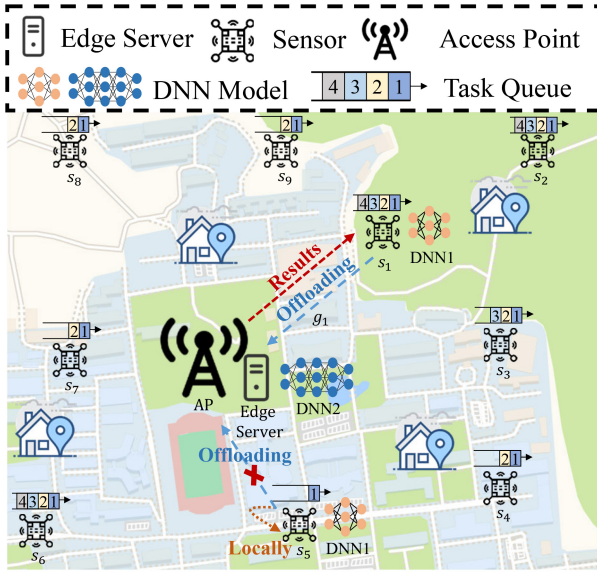 Edge Server Sensor Access Point
DNN Model 4 3 2 1 Task Queue
2 1 2 1 4 3 2 1
s8 s9 s2
4 3 2 1
s1 DNN1
Results
Offloading
g1
2 1 3 2 1
s7 s3
AP Edge Server DNN2
Offloading
1 2 1
4 3 2 1 s4
s6 Locally s5 DNN1